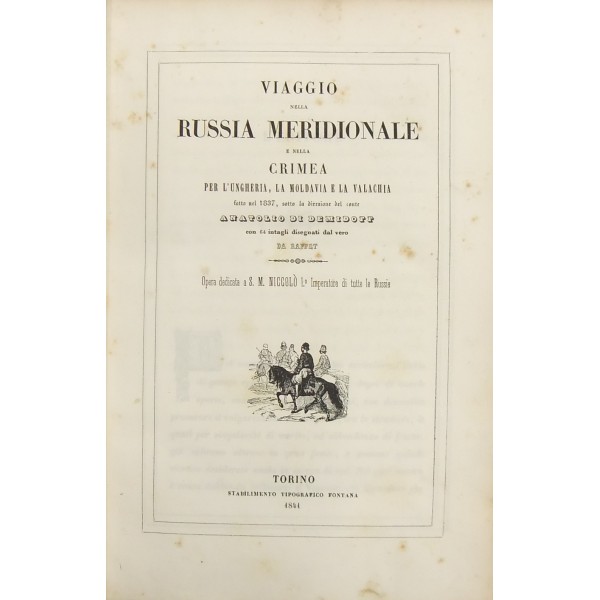 VIAGGIO
NELLA
RUSSIA MERIDIONALE
E NELLA
CRIMEA
PER L'UNGHERIA, LA MOLDAVIA E LA VALACHIA
fatto nel 1837, sotto la direzione del conte
ANATOLIO DI DEMIDOFF
con 64 intagli disegnati dal vero
DA RAFFET
Opera dedicata a S. M. NICCOLÒ I.º Imperatore di tutte le Russie
TORINO
STABILIMENTO TIPOGRAFICO FONTANA
1841